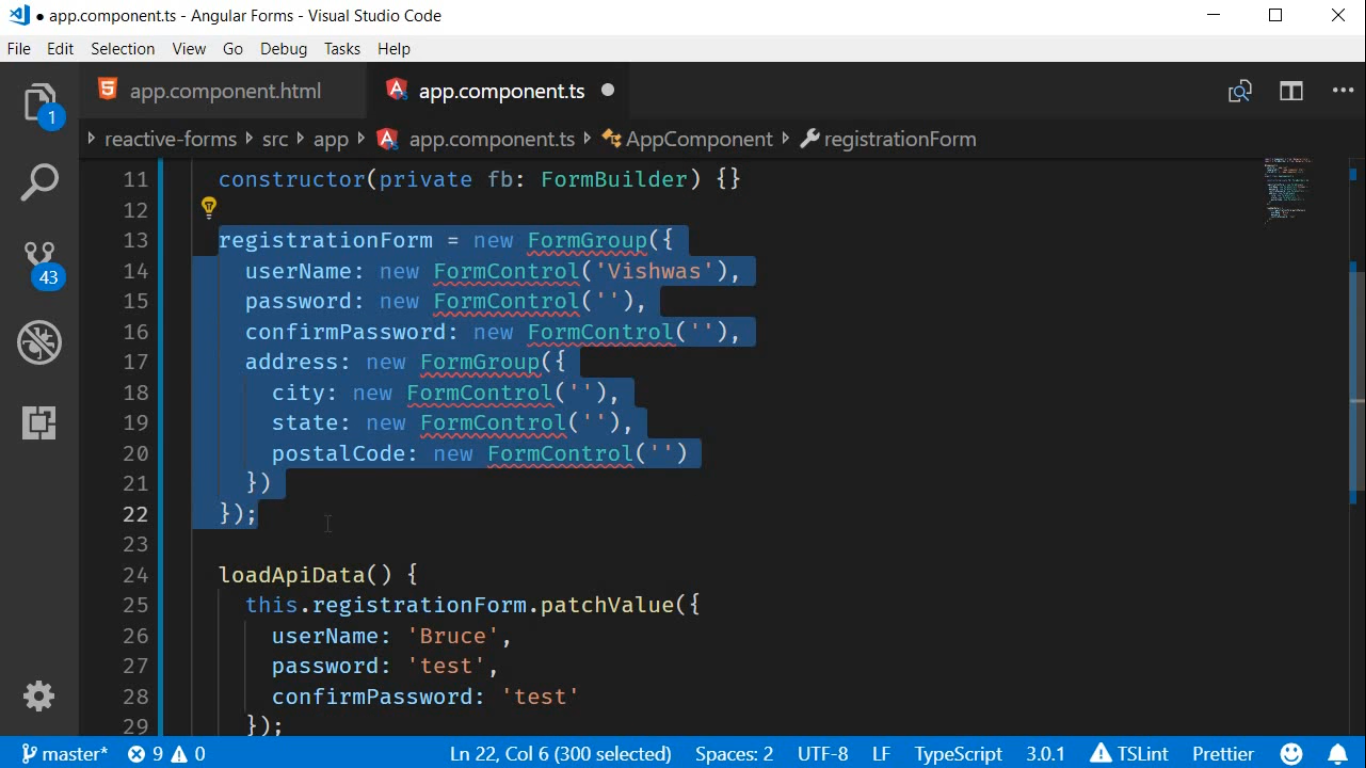 app.component.ts - Angular Forms - Visual Studio Code
File Edit Selection View Go Debug Tasks Help
app.component.html app.component.ts
reactive-forms src app app.component.ts AppComponent registrationForm
1
43
11 constructor(private fb: FormBuilder) {}
12
13 registrationForm = new FormGroup({
14 userName: new FormControl('Vishwas'),
15 password: new FormControl(''),
16 confirmPassword: new FormControl(''),
17 address: new FormGroup({
18 city: new FormControl(''),
19 state: new FormControl(''),
20 postalCode: new FormControl('')
21 })
22 });
23
24 loadApiData() {
25 this.registrationForm.patchValue({
26 userName: 'Bruce',
27 password: 'test',
28 confirmPassword: 'test'
29 });
master* 9 0 Ln 22, Col 6 (300 selected) Spaces: 2 UTF-8 LF TypeScript 3.0.1 TSLint Prettier